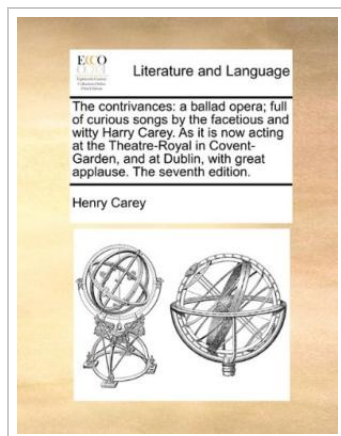 ECCO
Literature and Language
The contrivances: a ballad opera; full
of curious songs by the facetious and
witty Harry Carey. As it is now acting
at the Theatre-Royal in Covent-
Garden, and at Dublin, with great
applause. The seventh edition.
Henry Carey